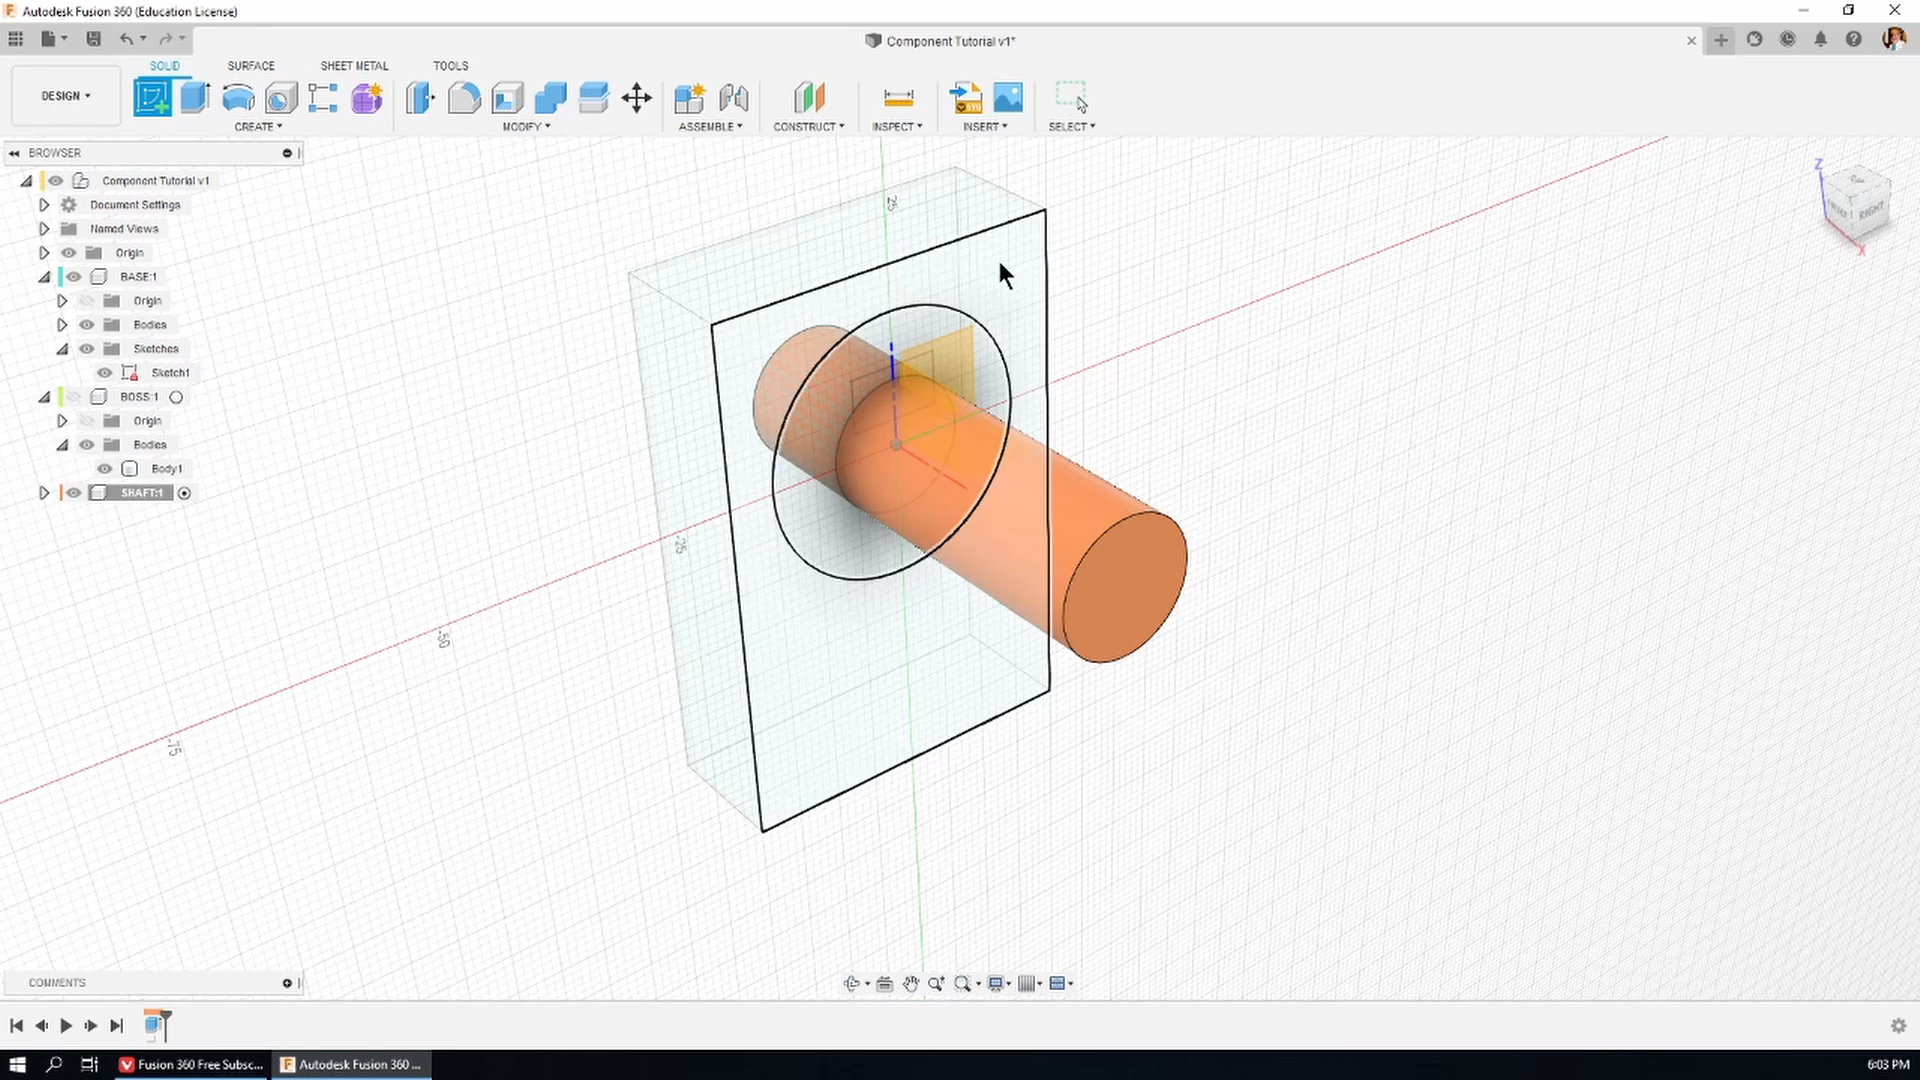 Autodesk Fusion 360 (Education License)
Component Tutorial v1*
DESIGN
SOLID
SURFACE
SHEET METAL
TOOLS
CREATE
MODIFY
ASSEMBLE
CONSTRUCT
INSPECT
INSERT
SELECT
BROWSER
Component Tutorial v1
Document Settings
Named Views
Origin
BASE:1
Origin
Bodies
Sketches
Sketch1
BOSS:1
Origin
Bodies
Body1
SHAFT:1
25
-25
-50
-75
Z
TOP
RIGHT
X
COMMENTS
Fusion 360 Free Subsc...
Autodesk Fusion 360 ...
6:03 PM